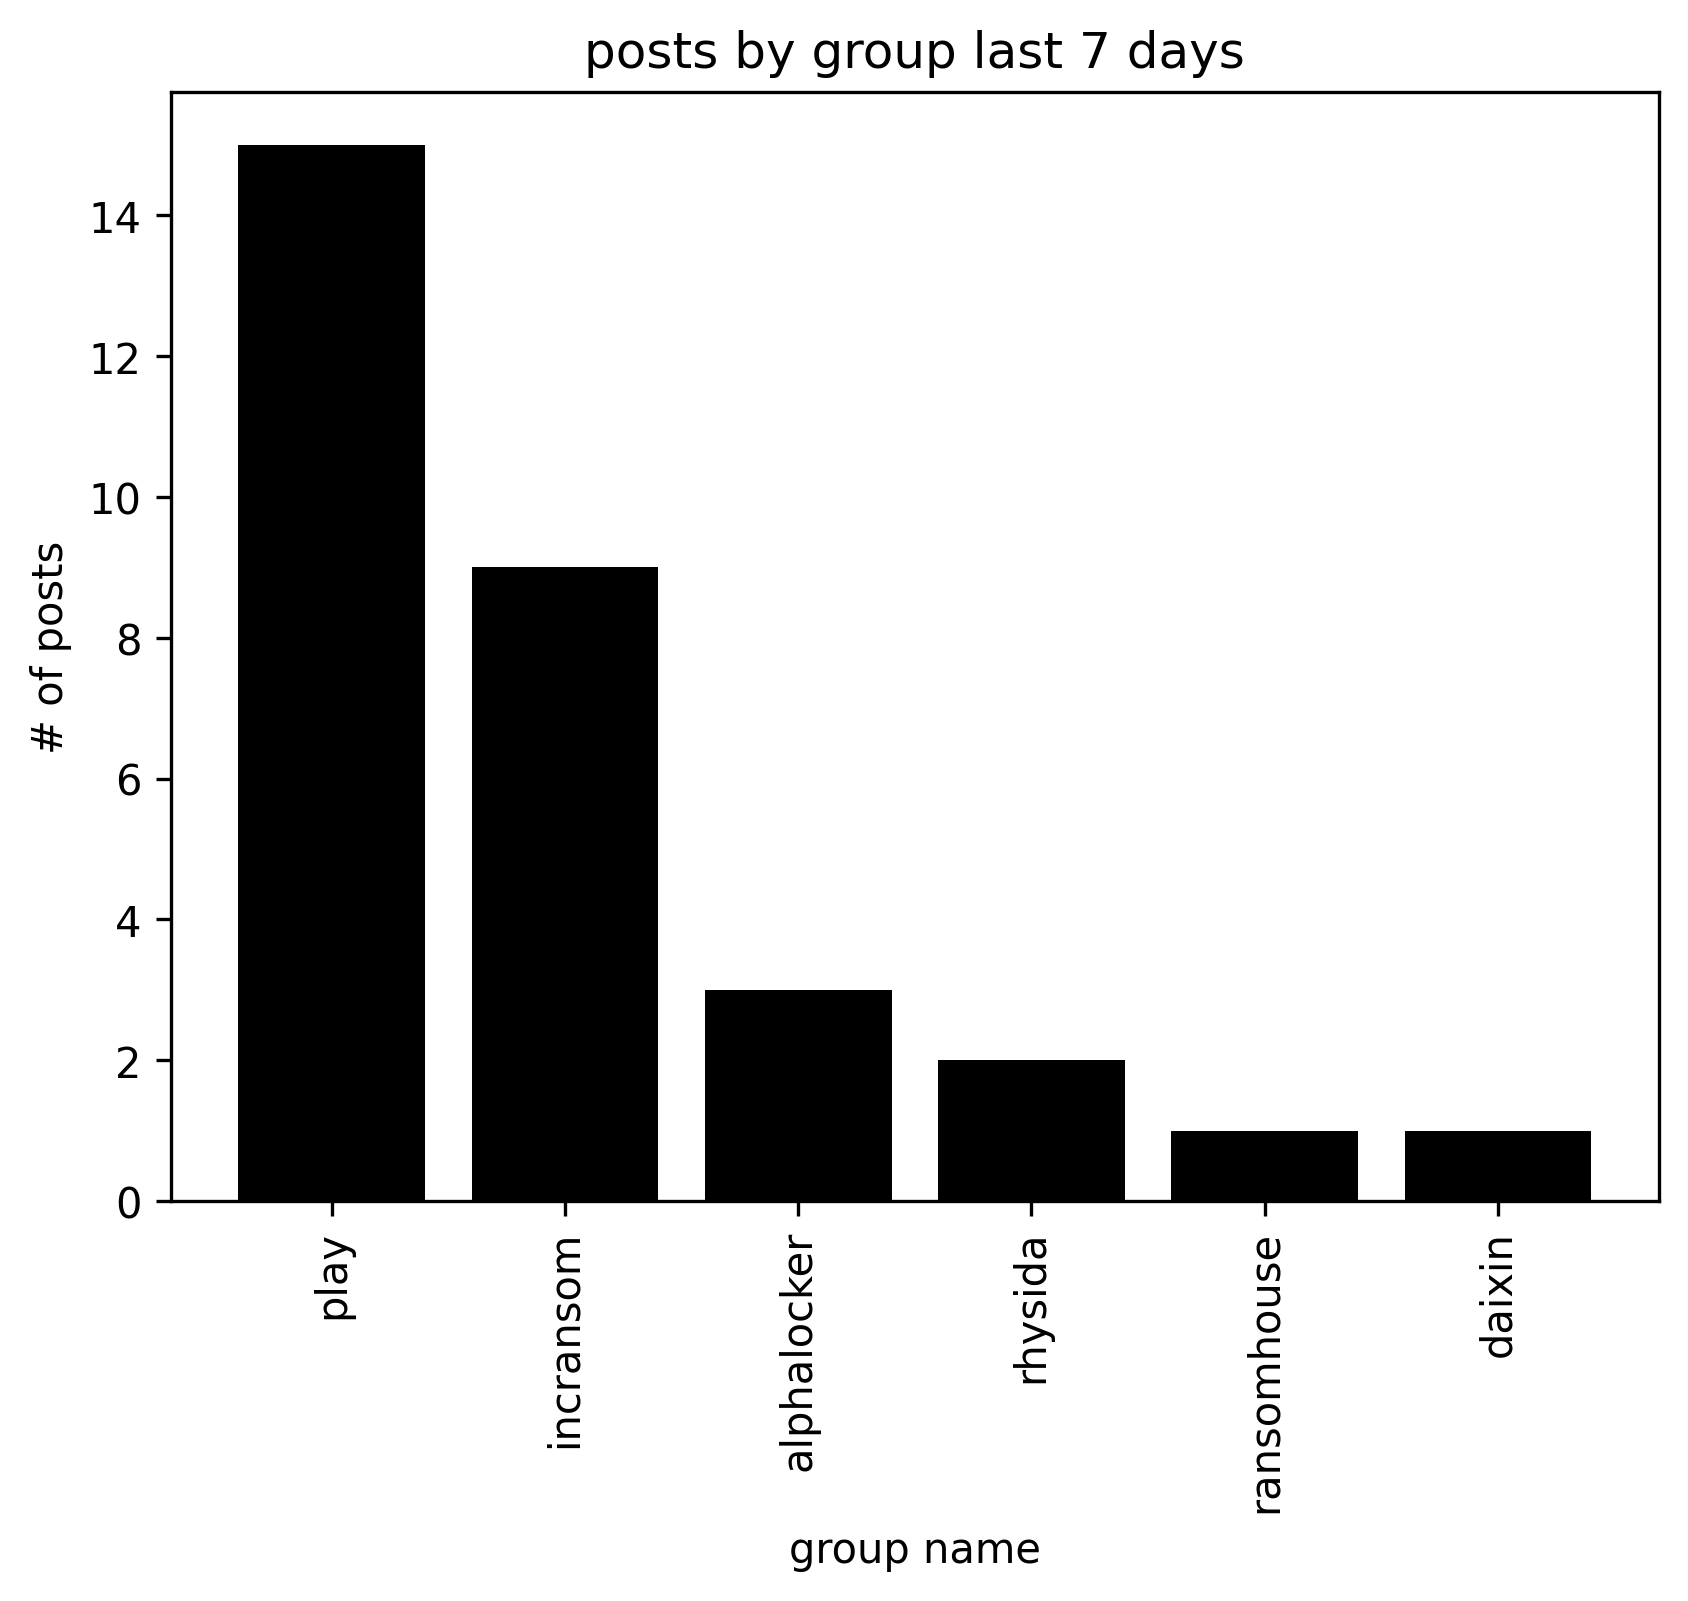 posts by group last 7 days
# of posts
14
12
10
8
6
4
2
0
play
incransom
alphalocker
rhysida
ransomhouse
daixin
group name